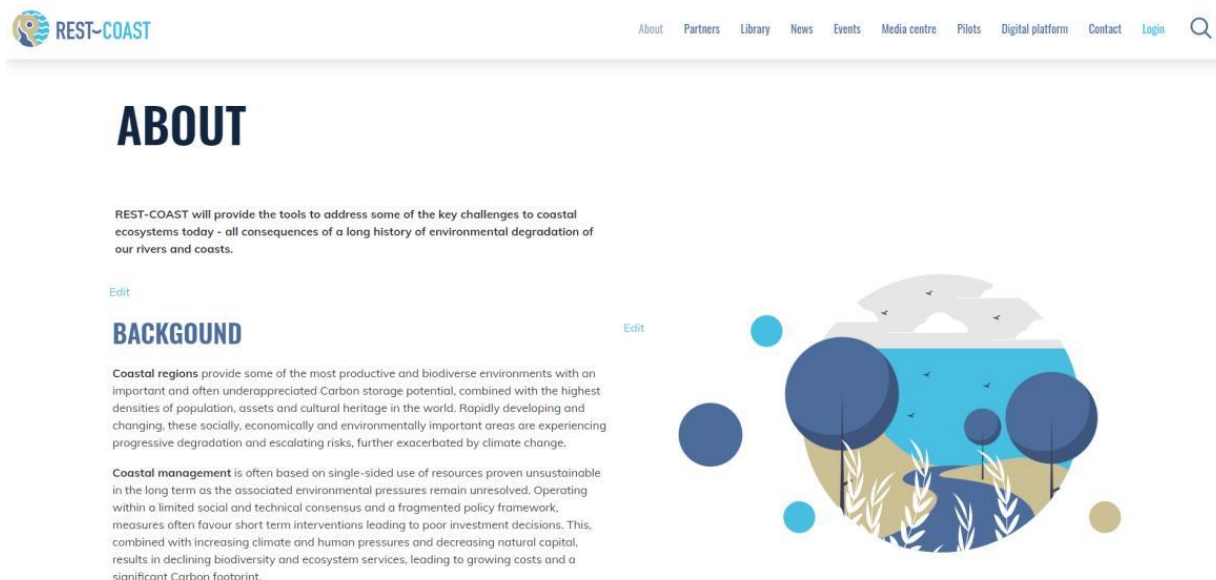 REST~COAST
About Partners Library News Events Media centre Pilots Digital platform Contact Login
ABOUT
REST-COAST will provide the tools to address some of the key challenges to coastal
ecosystems today - all consequences of a long history of environmental degradation of
our rivers and coasts.
Edit
BACKGOUND
Edit
Coastal regions provide some of the most productive and biodiverse environments with an
important and often underappreciated Carbon storage potential, combined with the highest
densities of population, assets and cultural heritage in the world. Rapidly developing and
changing, these socially, economically and environmentally important areas are experiencing
progressive degradation and escalating risks, further exacerbated by climate change.
Coastal management is often based on single-sided use of resources proven unsustainable
in the long term as the associated environmental pressures remain unresolved. Operating
within a limited social and technical consensus and a fragmented policy framework,
measures often favour short term interventions leading to poor investment decisions. This,
combined with increasing climate and human pressures and decreasing natural capital,
results in declining biodiversity and ecosystem services, leading to growing costs and a
significant Carbon footprint.